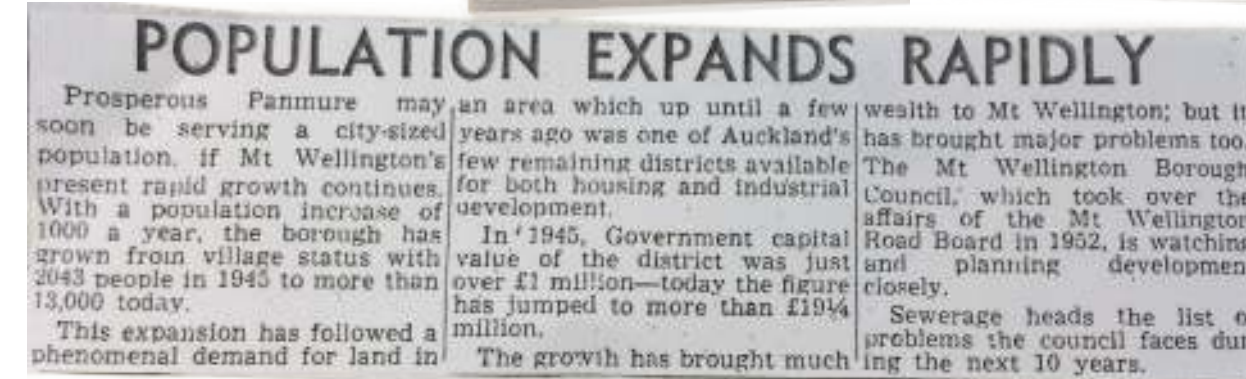 POPULATION EXPANDS RAPIDLY
Prosperous Panmure may
soon be serving a city-sized
population, if Mt Wellington's
present rapid growth continues.
With a population increase of
1000 a year, the borough has
grown from village status with
2043 people in 1945 to more than
13,000 today.
This expansion has followed a
phenomenal demand for land in
an area which up until a few
years ago was one of Auckland's
few remaining districts available
for both housing and industrial
development.
In 1945, Government capital
value of the district was just
over £1 million—today the figure
has jumped to more than £19¼
million.
The growth has brought much
wealth to Mt Wellington; but it
has brought major problems too.
The Mt Wellington Borough
Council, which took over the
affairs of the Mt Wellington
Road Board in 1952, is watching
and planning developmen
closely.
Sewerage heads the list o
problems the council faces dur
ing the next 10 years.